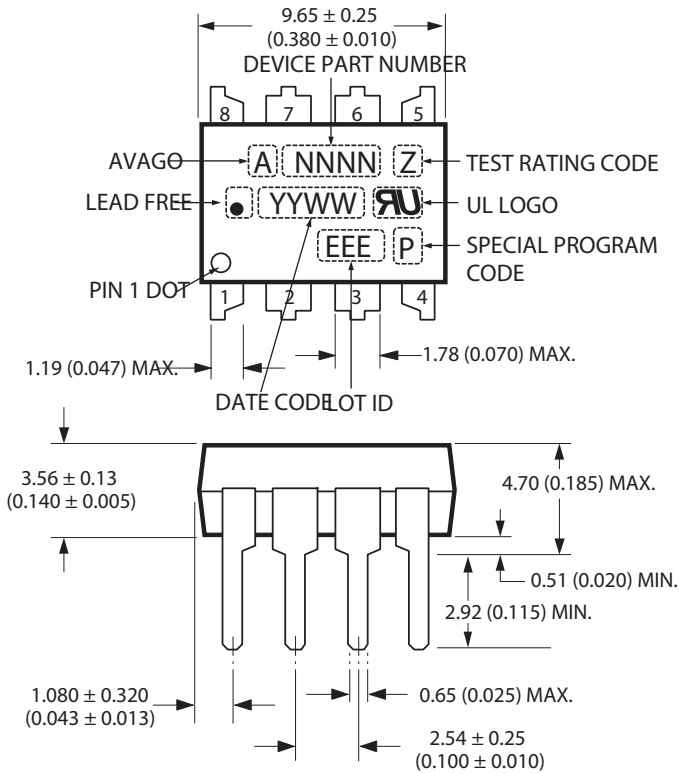 9.65 ± 0.25
(0.380 ± 0.010)
DEVICE PART NUMBER
8 7 6 5
AVAGO A NNNN Z TEST RATING CODE
LEAD FREE • YYWW UR UL LOGO
EEE P SPECIAL PROGRAM
CODE
PIN 1 DOT
1 2 3 4
1.19 (0.047) MAX.
1.78 (0.070) MAX.
DATE CODE LOT ID
3.56 ± 0.13
(0.140 ± 0.005)
4.70 (0.185) MAX.
0.51 (0.020) MIN.
2.92 (0.115) MIN.
1.080 ± 0.320
(0.043 ± 0.013)
0.65 (0.025) MAX.
2.54 ± 0.25
(0.100 ± 0.010)